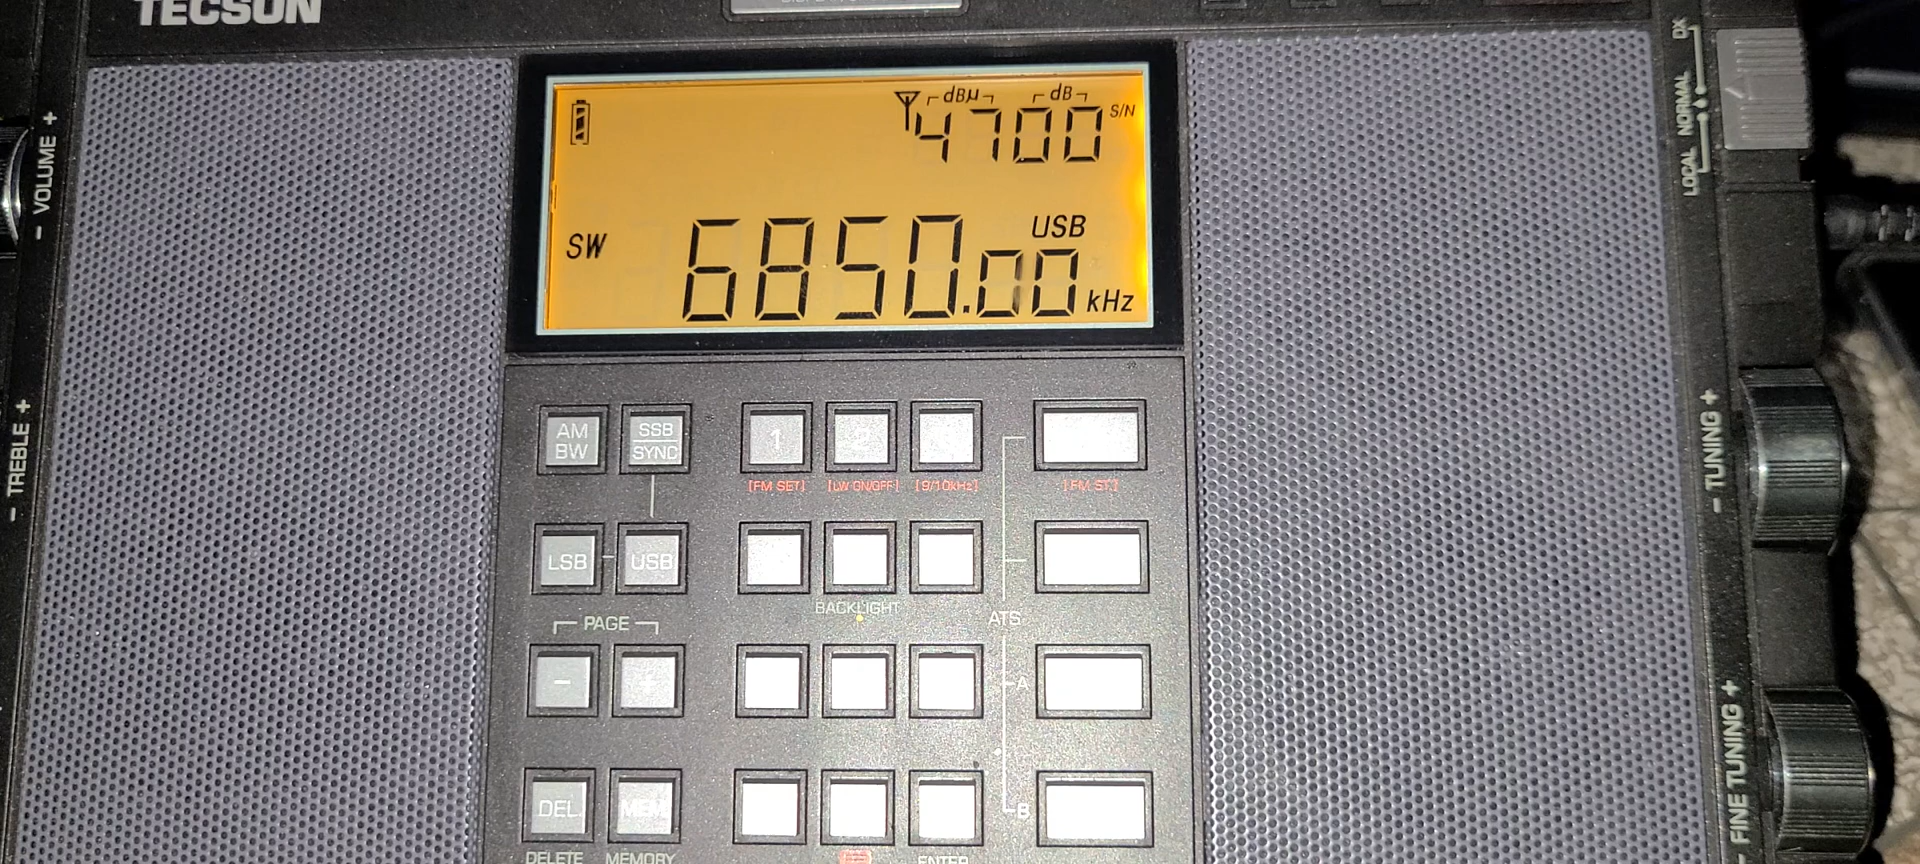 TECSUN
dBµ dB
4700 S/N
SW 6850.00 USB kHz
- VOLUME +
- TREBLE +
LOCAL NORMAL DX
- TUNING +
- FINE TUNING +
AM BW
SSB SYNC
1
[FM SET] [LW ON/OFF] [9/10kHz] [FM ST.]
LSB USB
BACKLIGHT
PAGE
ATS
- +
A
DEL
B
DELETE MEMORY ENTER